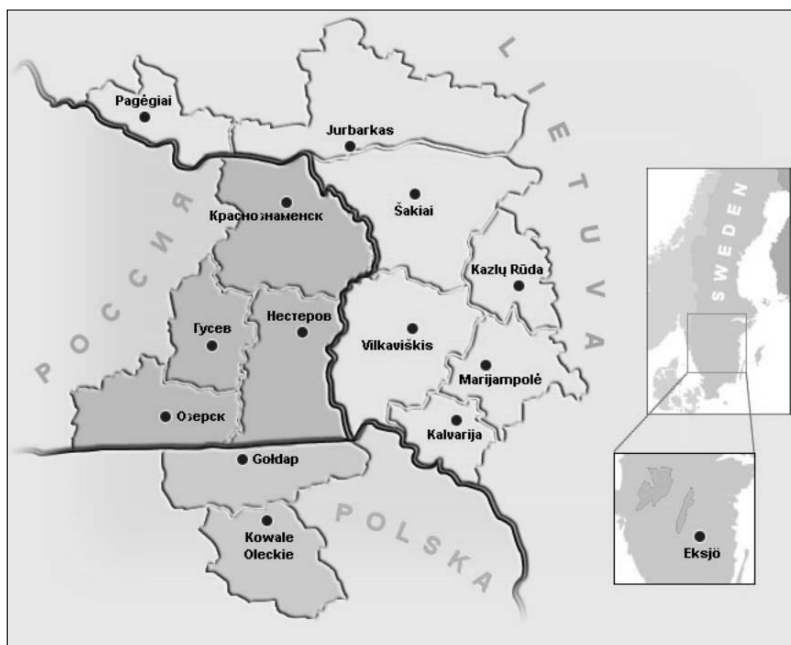 LIETUVA
Pagėgiai
Jurbarkas
РОССИЯ
Краснознаменск
Šakiai
Kazlų Rūda
SWEDEN
Гусев
Нестеров
Vilkaviškis
Marijampolė
Озерск
Kalvarija
Gołdap
POLSKA
Kowale
Oleckie
Eksjö